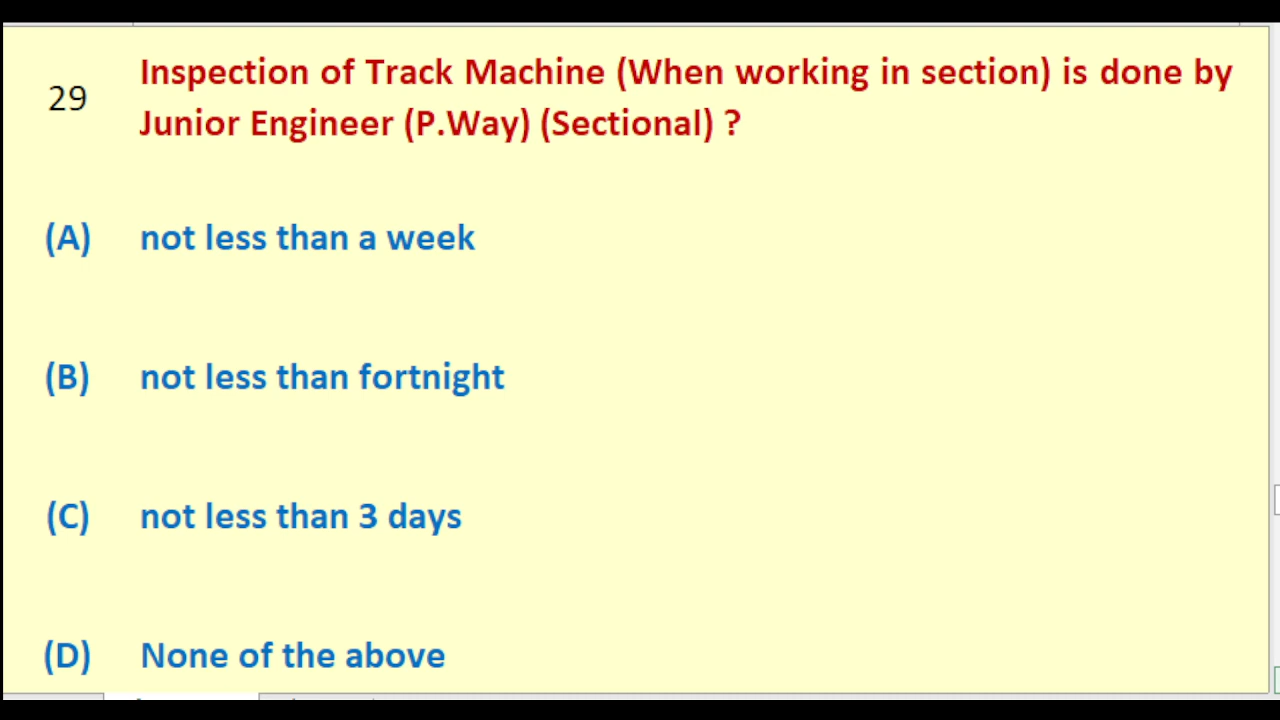 29 Inspection of Track Machine (When working in section) is done by
Junior Engineer (P.Way) (Sectional) ?
(A) not less than a week
(B) not less than fortnight
(C) not less than 3 days
(D) None of the above